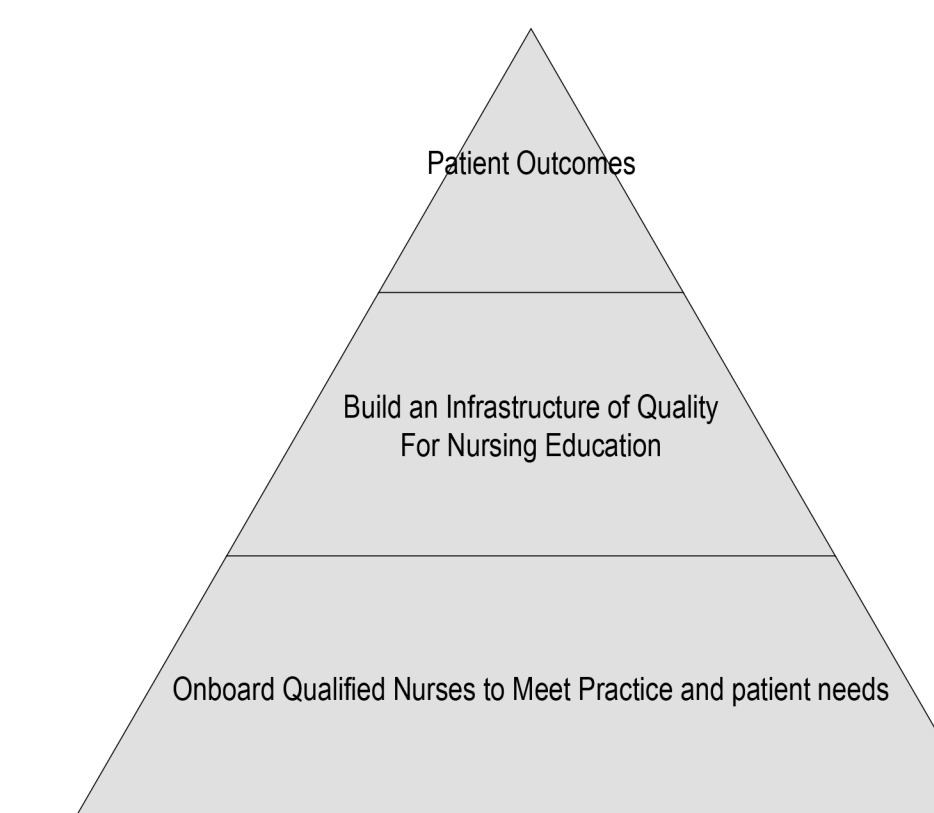 Patient Outcomes
Build an Infrastructure of Quality
For Nursing Education
Onboard Qualified Nurses to Meet Practice and patient needs